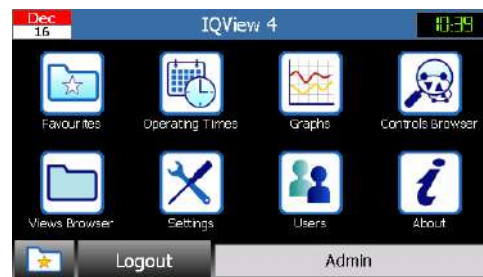 Dec
16
IQView 4
10:39
Favourites
Operating Times
Graphs
Controls Browser
Views Browser
Settings
Users
About
Logout
Admin